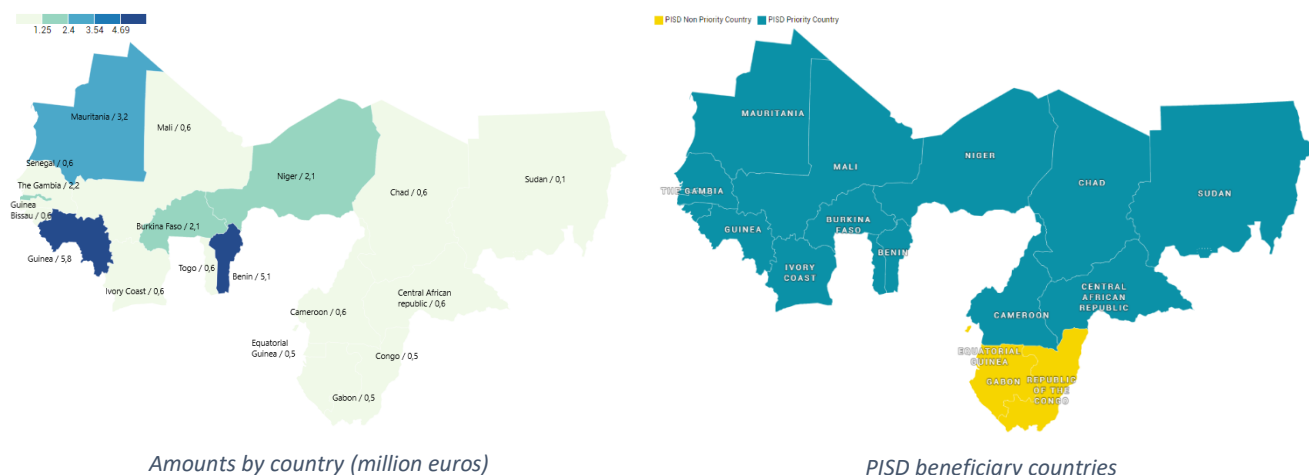 1.25 2.4 3.54 4.69
Mauritania / 3,2
Mali / 0,6
Senegal / 0,6
The Gambia / 2,2
Guinea
Bissau / 0,6
Niger / 2,1
Chad / 0,6
Sudan / 0,1
Burkina Faso / 2,1
Guinea / 5,8
Togo / 0,6
Benin / 5,1
Ivory Coast / 0,6
Central African
republic / 0,6
Cameroon / 0,6
Equatorial
Guinea / 0,5
Congo / 0,5
Gabon / 0,5
Amounts by country (million euros)
PISD Non Priority Country PISD Priority Country
MAURITANIA
MALI
NIGER
CHAD
SUDAN
THE GAMBIA
GUINEA
BURKINA
FASO
BENIN
IVORY
COAST
CENTRAL
AFRICAN
REPUBLIC
CAMEROON
EQUATORIAL
GUINEA
GABON
REPUBLIC
OF THE
CONGO
PISD beneficiary countries